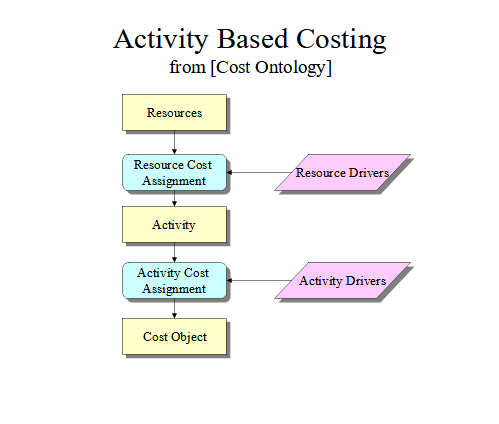 Activity Based Costing
from [Cost Ontology]
Resources
Resource Cost
Assignment
Resource Drivers
Activity
Activity Cost
Assignment
Activity Drivers
Cost Object